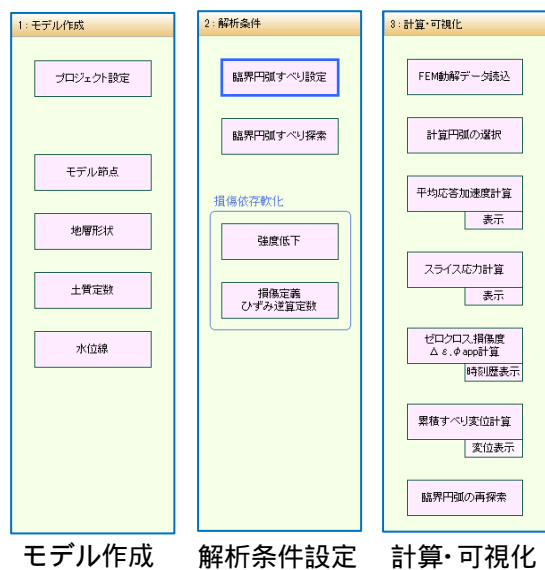 1:モデル作成
プロジェクト設定
モデル節点
地層形状
土質定数
水位線
モデル作成
2:解析条件
臨界円弧すべり設定
臨界円弧すべり探索
損傷依存軟化
強度低下
損傷定義
ひずみ逆算定数
解析条件設定
3:計算・可視化
FEM動解データ読込
計算円弧の選択
平均応答加速度計算
表示
スライス応力計算
表示
ゼロクロス,損傷度
Δε,φapp計算
時刻歴表示
累積すべり変位計算
変位表示
臨界円弧の再探索
計算・可視化